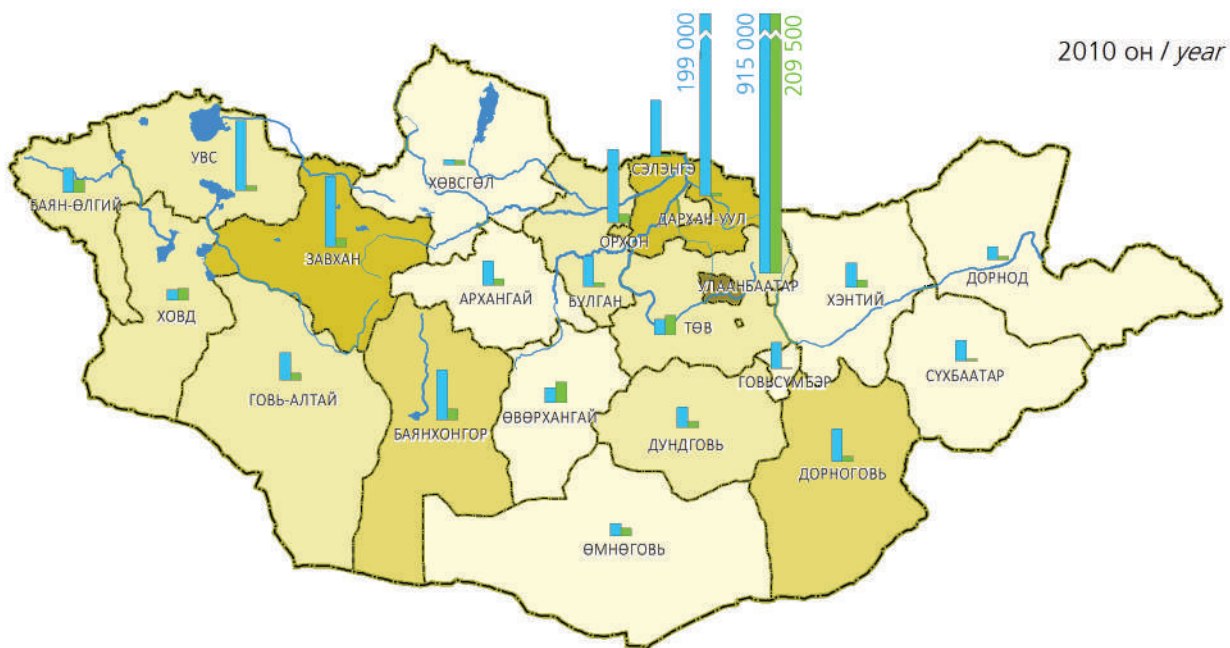 199 000
915 000
209 500
2010 он / year
УВС
БАЯН-ӨЛГИЙ
ХӨВСГӨЛ
СЭЛЭНГЭ
ДАРХАН-УУЛ
ОРХОН
ЗАВХАН
АРХАНГАЙ
БУЛГАН
УЛААНБААТАР
ХЭНТИЙ
ДОРНОД
ХОВД
ТӨВ
ГОВЬ-АЛТАЙ
ГОВЬСҮМБЭР
СҮХБААТАР
БАЯНХОНГОР
ӨВӨРХАНГАЙ
ДУНДГОВЬ
ДОРНОГОВЬ
ӨМНӨГОВЬ